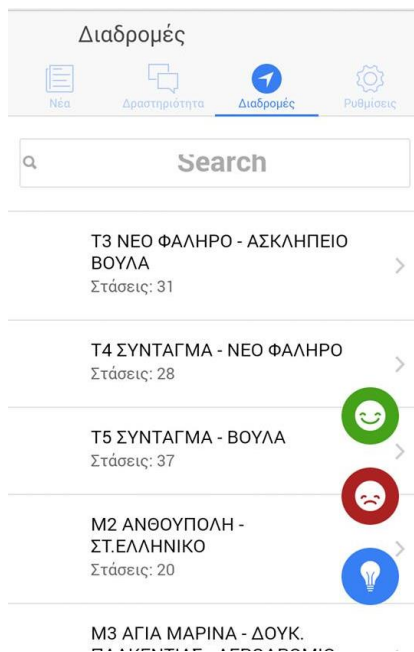 Διαδρομές
Νέα Δραστηριότητα Διαδρομές Ρυθμίσεις
Search
Τ3 ΝΕΟ ΦΑΛΗΡΟ - ΑΣΚΛΗΠΕΙΟ
ΒΟΥΛΑ
Στάσεις: 31
Τ4 ΣΥΝΤΑΓΜΑ - ΝΕΟ ΦΑΛΗΡΟ
Στάσεις: 28
Τ5 ΣΥΝΤΑΓΜΑ - ΒΟΥΛΑ
Στάσεις: 37
Μ2 ΑΝΘΟΥΠΟΛΗ -
ΣΤ.ΕΛΛΗΝΙΚΟ
Στάσεις: 20
Μ3 ΑΓΙΑ ΜΑΡΙΝΑ - ΔΟΥΚ.